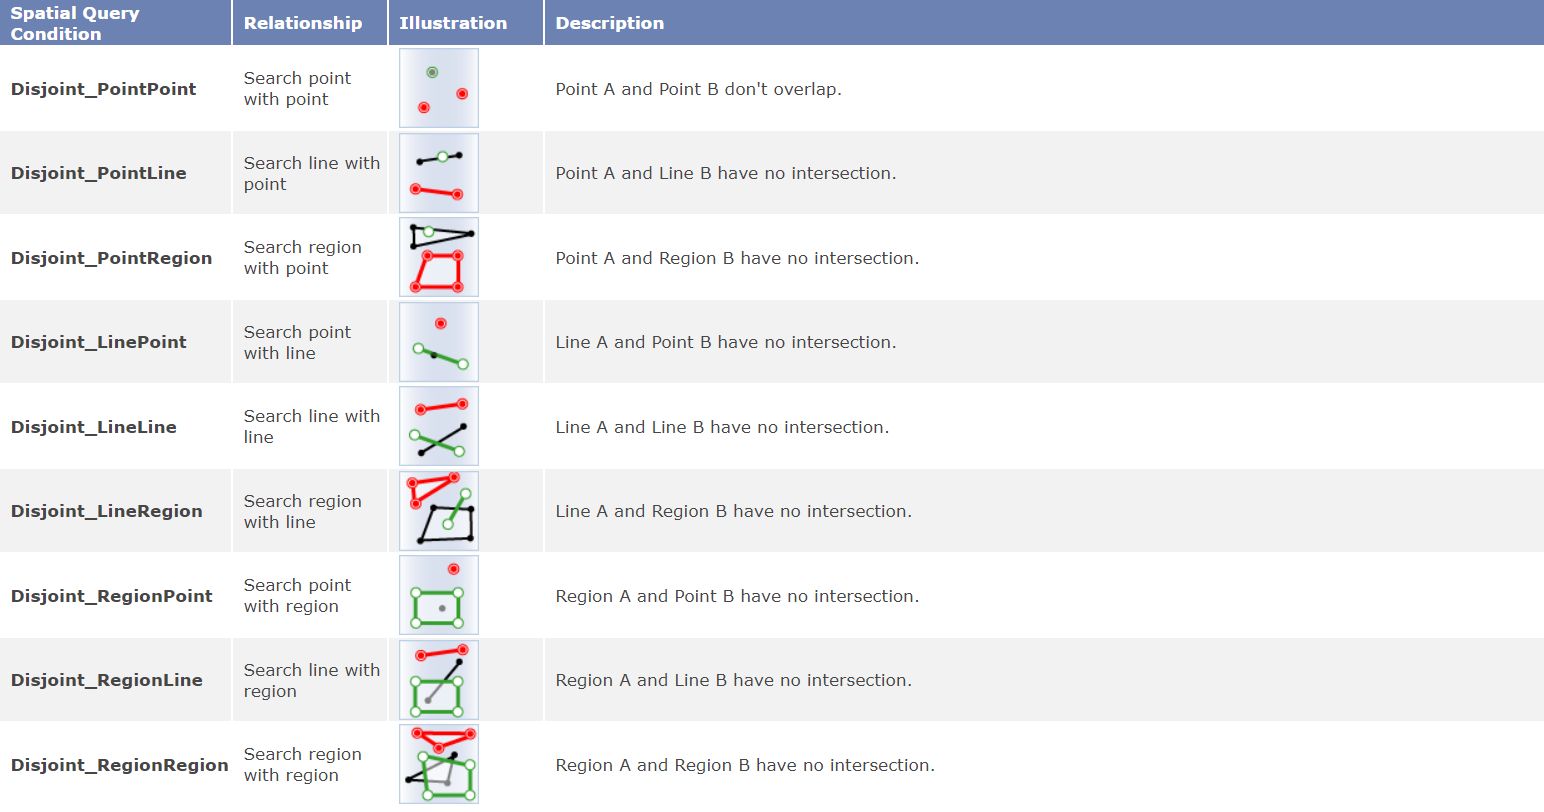 Spatial Query
Condition
Relationship
Illustration
Description
Disjoint_PointPoint
Search point
with point
Point A and Point B don't overlap.
Disjoint_PointLine
Search line with
point
Point A and Line B have no intersection.
Disjoint_PointRegion
Search region
with point
Point A and Region B have no intersection.
Disjoint_LinePoint
Search point
with line
Line A and Point B have no intersection.
Disjoint_LineLine
Search line with
line
Line A and Line B have no intersection.
Disjoint_LineRegion
Search region
with line
Line A and Region B have no intersection.
Disjoint_RegionPoint
Search point
with region
Region A and Point B have no intersection.
Disjoint_RegionLine
Search line with
region
Region A and Line B have no intersection.
Disjoint_RegionRegion
Search region
with region
Region A and Region B have no intersection.